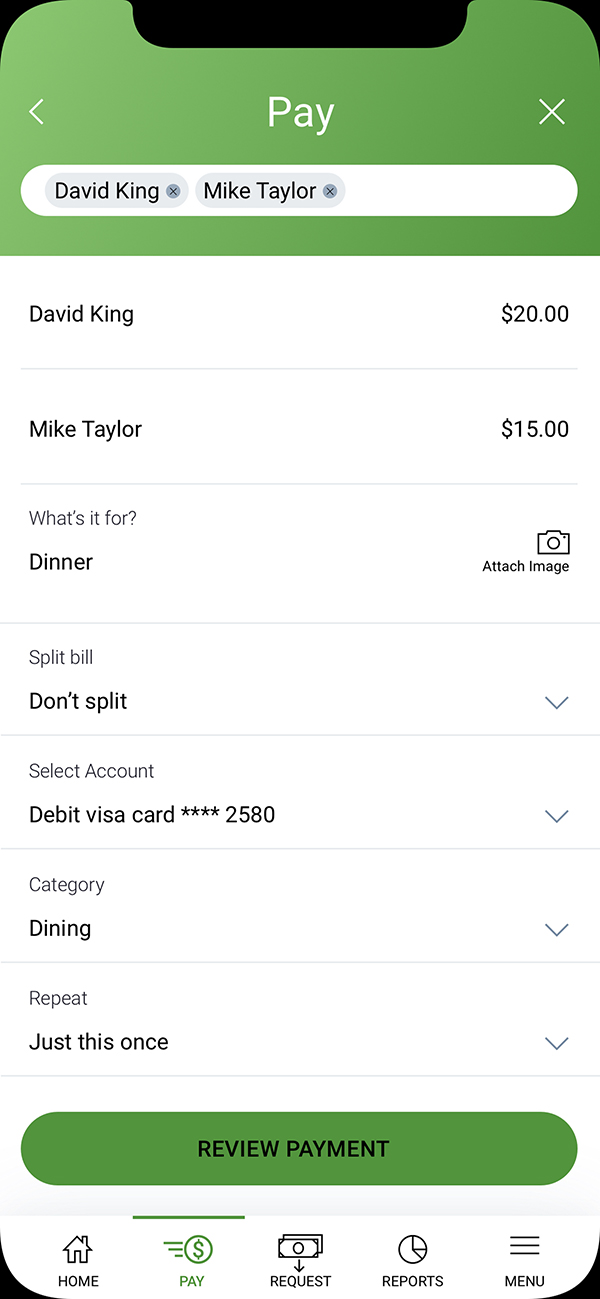 Pay
David King Mike Taylor
David King $20.00
Mike Taylor $15.00
What’s it for?
Dinner
Attach Image
Split bill
Don’t split
Select Account
Debit visa card **** 2580
Category
Dining
Repeat
Just this once
REVIEW PAYMENT
HOME PAY REQUEST REPORTS MENU